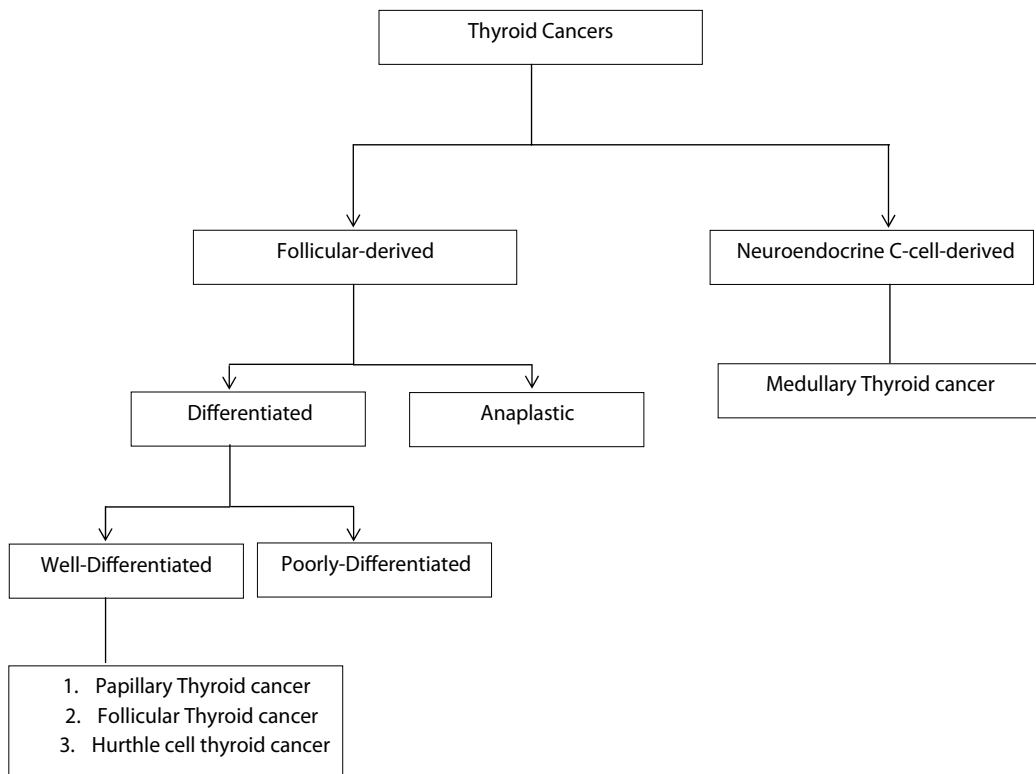 Thyroid Cancers
Follicular-derived
Neuroendocrine C-cell-derived
Medullary Thyroid cancer
Differentiated
Anaplastic
Well-Differentiated
Poorly-Differentiated
1. Papillary Thyroid cancer
2. Follicular Thyroid cancer
3. Hurthle cell thyroid cancer